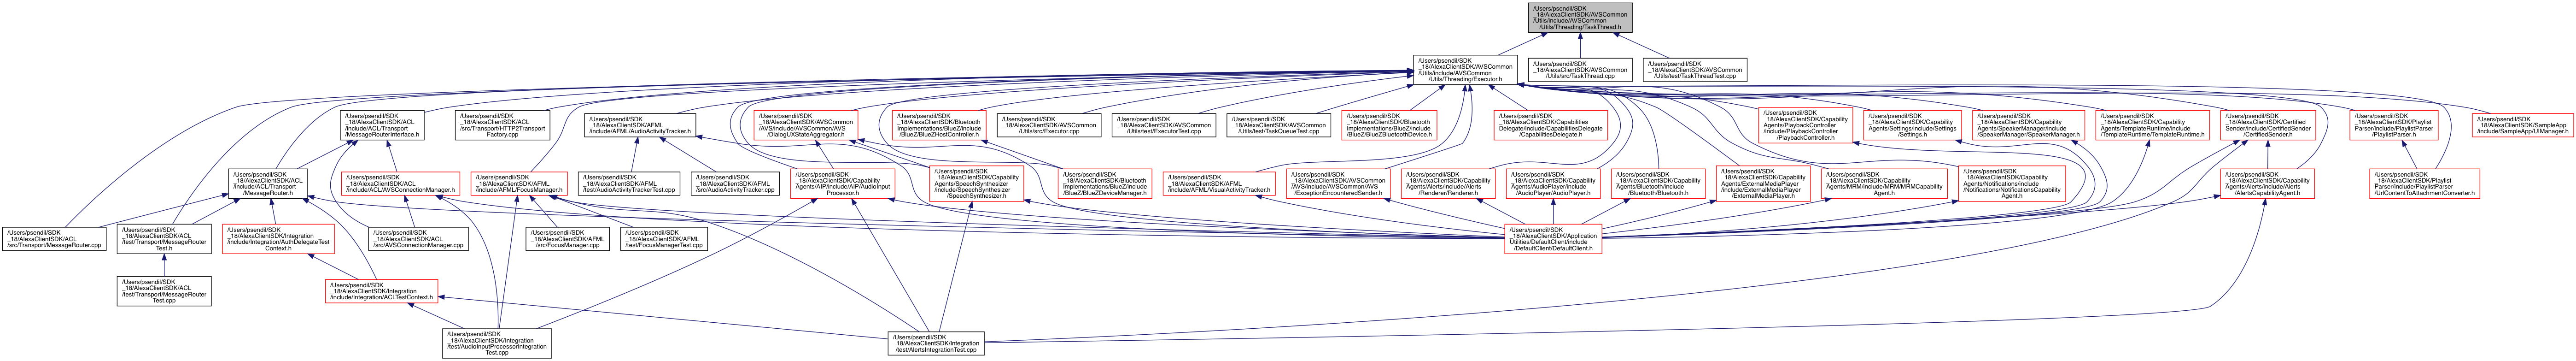 /Users/psendil/SDK
_18/AlexaClientSDK/AVSCommon
/Utils/include/AVSCommon
/Utils/Threading/TaskThread.h
/Users/psendil/SDK
_18/AlexaClientSDK/AVSCommon
/Utils/include/AVSCommon
/Utils/Threading/Executor.h
/Users/psendil/SDK
_18/AlexaClientSDK/AVSCommon
/Utils/src/TaskThread.cpp
/Users/psendil/SDK
_18/AlexaClientSDK/AVSCommon
/Utils/test/TaskThreadTest.cpp
/Users/psendil/SDK
_18/AlexaClientSDK/ACL
/include/ACL/Transport
/MessageRouterInterface.h
/Users/psendil/SDK
_18/AlexaClientSDK/ACL
/src/Transport/HTTP2Transport
Factory.cpp
/Users/psendil/SDK
_18/AlexaClientSDK/AFML
/include/AFML/AudioActivityTracker.h
/Users/psendil/SDK
_18/AlexaClientSDK/AVSCommon
/AVS/include/AVSCommon/AVS
/DialogUXStateAggregator.h
/Users/psendil/SDK
_18/AlexaClientSDK/Bluetooth
Implementations/BlueZ/include
/BlueZ/BlueZHostController.h
/Users/psendil/SDK
_18/AlexaClientSDK/AVSCommon
/Utils/src/Executor.cpp
/Users/psendil/SDK
_18/AlexaClientSDK/AVSCommon
/Utils/test/ExecutorTest.cpp
/Users/psendil/SDK
_18/AlexaClientSDK/AVSCommon
/Utils/test/TaskQueueTest.cpp
/Users/psendil/SDK
_18/AlexaClientSDK/Bluetooth
Implementations/BlueZ/include
/BlueZ/BlueZBluetoothDevice.h
/Users/psendil/SDK
_18/AlexaClientSDK/Capabilities
Delegate/include/CapabilitiesDelegate
/CapabilitiesDelegate.h
/Users/psendil/SDK
_18/AlexaClientSDK/Capability
Agents/PlaybackController
/include/PlaybackController
/PlaybackController.h
/Users/psendil/SDK
_18/AlexaClientSDK/Capability
Agents/Settings/include/Settings
/Settings.h
/Users/psendil/SDK
_18/AlexaClientSDK/Capability
Agents/SpeakerManager/include
/SpeakerManager/SpeakerManager.h
/Users/psendil/SDK
_18/AlexaClientSDK/Capability
Agents/TemplateRuntime/include
/TemplateRuntime/TemplateRuntime.h
/Users/psendil/SDK
_18/AlexaClientSDK/Certified
Sender/include/CertifiedSender
/CertifiedSender.h
/Users/psendil/SDK
_18/AlexaClientSDK/Playlist
Parser/include/PlaylistParser
/PlaylistParser.h
/Users/psendil/SDK
_18/AlexaClientSDK/SampleApp
/include/SampleApp/UIManager.h
/Users/psendil/SDK
_18/AlexaClientSDK/ACL
/include/ACL/Transport
/MessageRouter.h
/Users/psendil/SDK
_18/AlexaClientSDK/ACL
/include/ACL/AVSConnectionManager.h
/Users/psendil/SDK
_18/AlexaClientSDK/AFML
/include/AFML/FocusManager.h
/Users/psendil/SDK
_18/AlexaClientSDK/AFML
/test/AudioActivityTrackerTest.cpp
/Users/psendil/SDK
_18/AlexaClientSDK/AFML
/src/AudioActivityTracker.cpp
/Users/psendil/SDK
_18/AlexaClientSDK/Capability
Agents/AIP/include/AIP/AudioInput
Processor.h
/Users/psendil/SDK
_18/AlexaClientSDK/Capability
Agents/SpeechSynthesizer
/include/SpeechSynthesizer
/SpeechSynthesizer.h
/Users/psendil/SDK
_18/AlexaClientSDK/Bluetooth
Implementations/BlueZ/include
/BlueZ/BlueZDeviceManager.h
/Users/psendil/SDK
_18/AlexaClientSDK/AFML
/include/AFML/VisualActivityTracker.h
/Users/psendil/SDK
_18/AlexaClientSDK/AVSCommon
/AVS/include/AVSCommon/AVS
/ExceptionEncounteredSender.h
/Users/psendil/SDK
_18/AlexaClientSDK/Capability
Agents/Alerts/include/Alerts
/Renderer/Renderer.h
/Users/psendil/SDK
_18/AlexaClientSDK/Capability
Agents/AudioPlayer/include
/AudioPlayer/AudioPlayer.h
/Users/psendil/SDK
_18/AlexaClientSDK/Capability
Agents/Bluetooth/include
/Bluetooth/Bluetooth.h
/Users/psendil/SDK
_18/AlexaClientSDK/Capability
Agents/ExternalMediaPlayer
/include/ExternalMediaPlayer
/ExternalMediaPlayer.h
/Users/psendil/SDK
_18/AlexaClientSDK/Capability
Agents/MRM/include/MRM/MRMCapability
Agent.h
/Users/psendil/SDK
_18/AlexaClientSDK/Capability
Agents/Notifications/include
/Notifications/NotificationsCapability
Agent.h
/Users/psendil/SDK
_18/AlexaClientSDK/Capability
Agents/Alerts/include/Alerts
/AlertsCapabilityAgent.h
/Users/psendil/SDK
_18/AlexaClientSDK/Playlist
Parser/include/PlaylistParser
/UrlContentToAttachmentConverter.h
/Users/psendil/SDK
_18/AlexaClientSDK/ACL
/src/Transport/MessageRouter.cpp
/Users/psendil/SDK
_18/AlexaClientSDK/ACL
/test/Transport/MessageRouter
Test.h
/Users/psendil/SDK
_18/AlexaClientSDK/Integration
/include/Integration/AuthDelegateTest
Context.h
/Users/psendil/SDK
_18/AlexaClientSDK/ACL
/src/AVSConnectionManager.cpp
/Users/psendil/SDK
_18/AlexaClientSDK/AFML
/src/FocusManager.cpp
/Users/psendil/SDK
_18/AlexaClientSDK/AFML
/test/FocusManagerTest.cpp
/Users/psendil/SDK
_18/AlexaClientSDK/Application
Utilities/DefaultClient/include
/DefaultClient/DefaultClient.h
/Users/psendil/SDK
_18/AlexaClientSDK/ACL
/test/Transport/MessageRouter
Test.cpp
/Users/psendil/SDK
_18/AlexaClientSDK/Integration
/include/Integration/ACLTestContext.h
/Users/psendil/SDK
_18/AlexaClientSDK/Integration
/test/AudioInputProcessorIntegration
Test.cpp
/Users/psendil/SDK
_18/AlexaClientSDK/Integration
/test/AlertsIntegrationTest.cpp